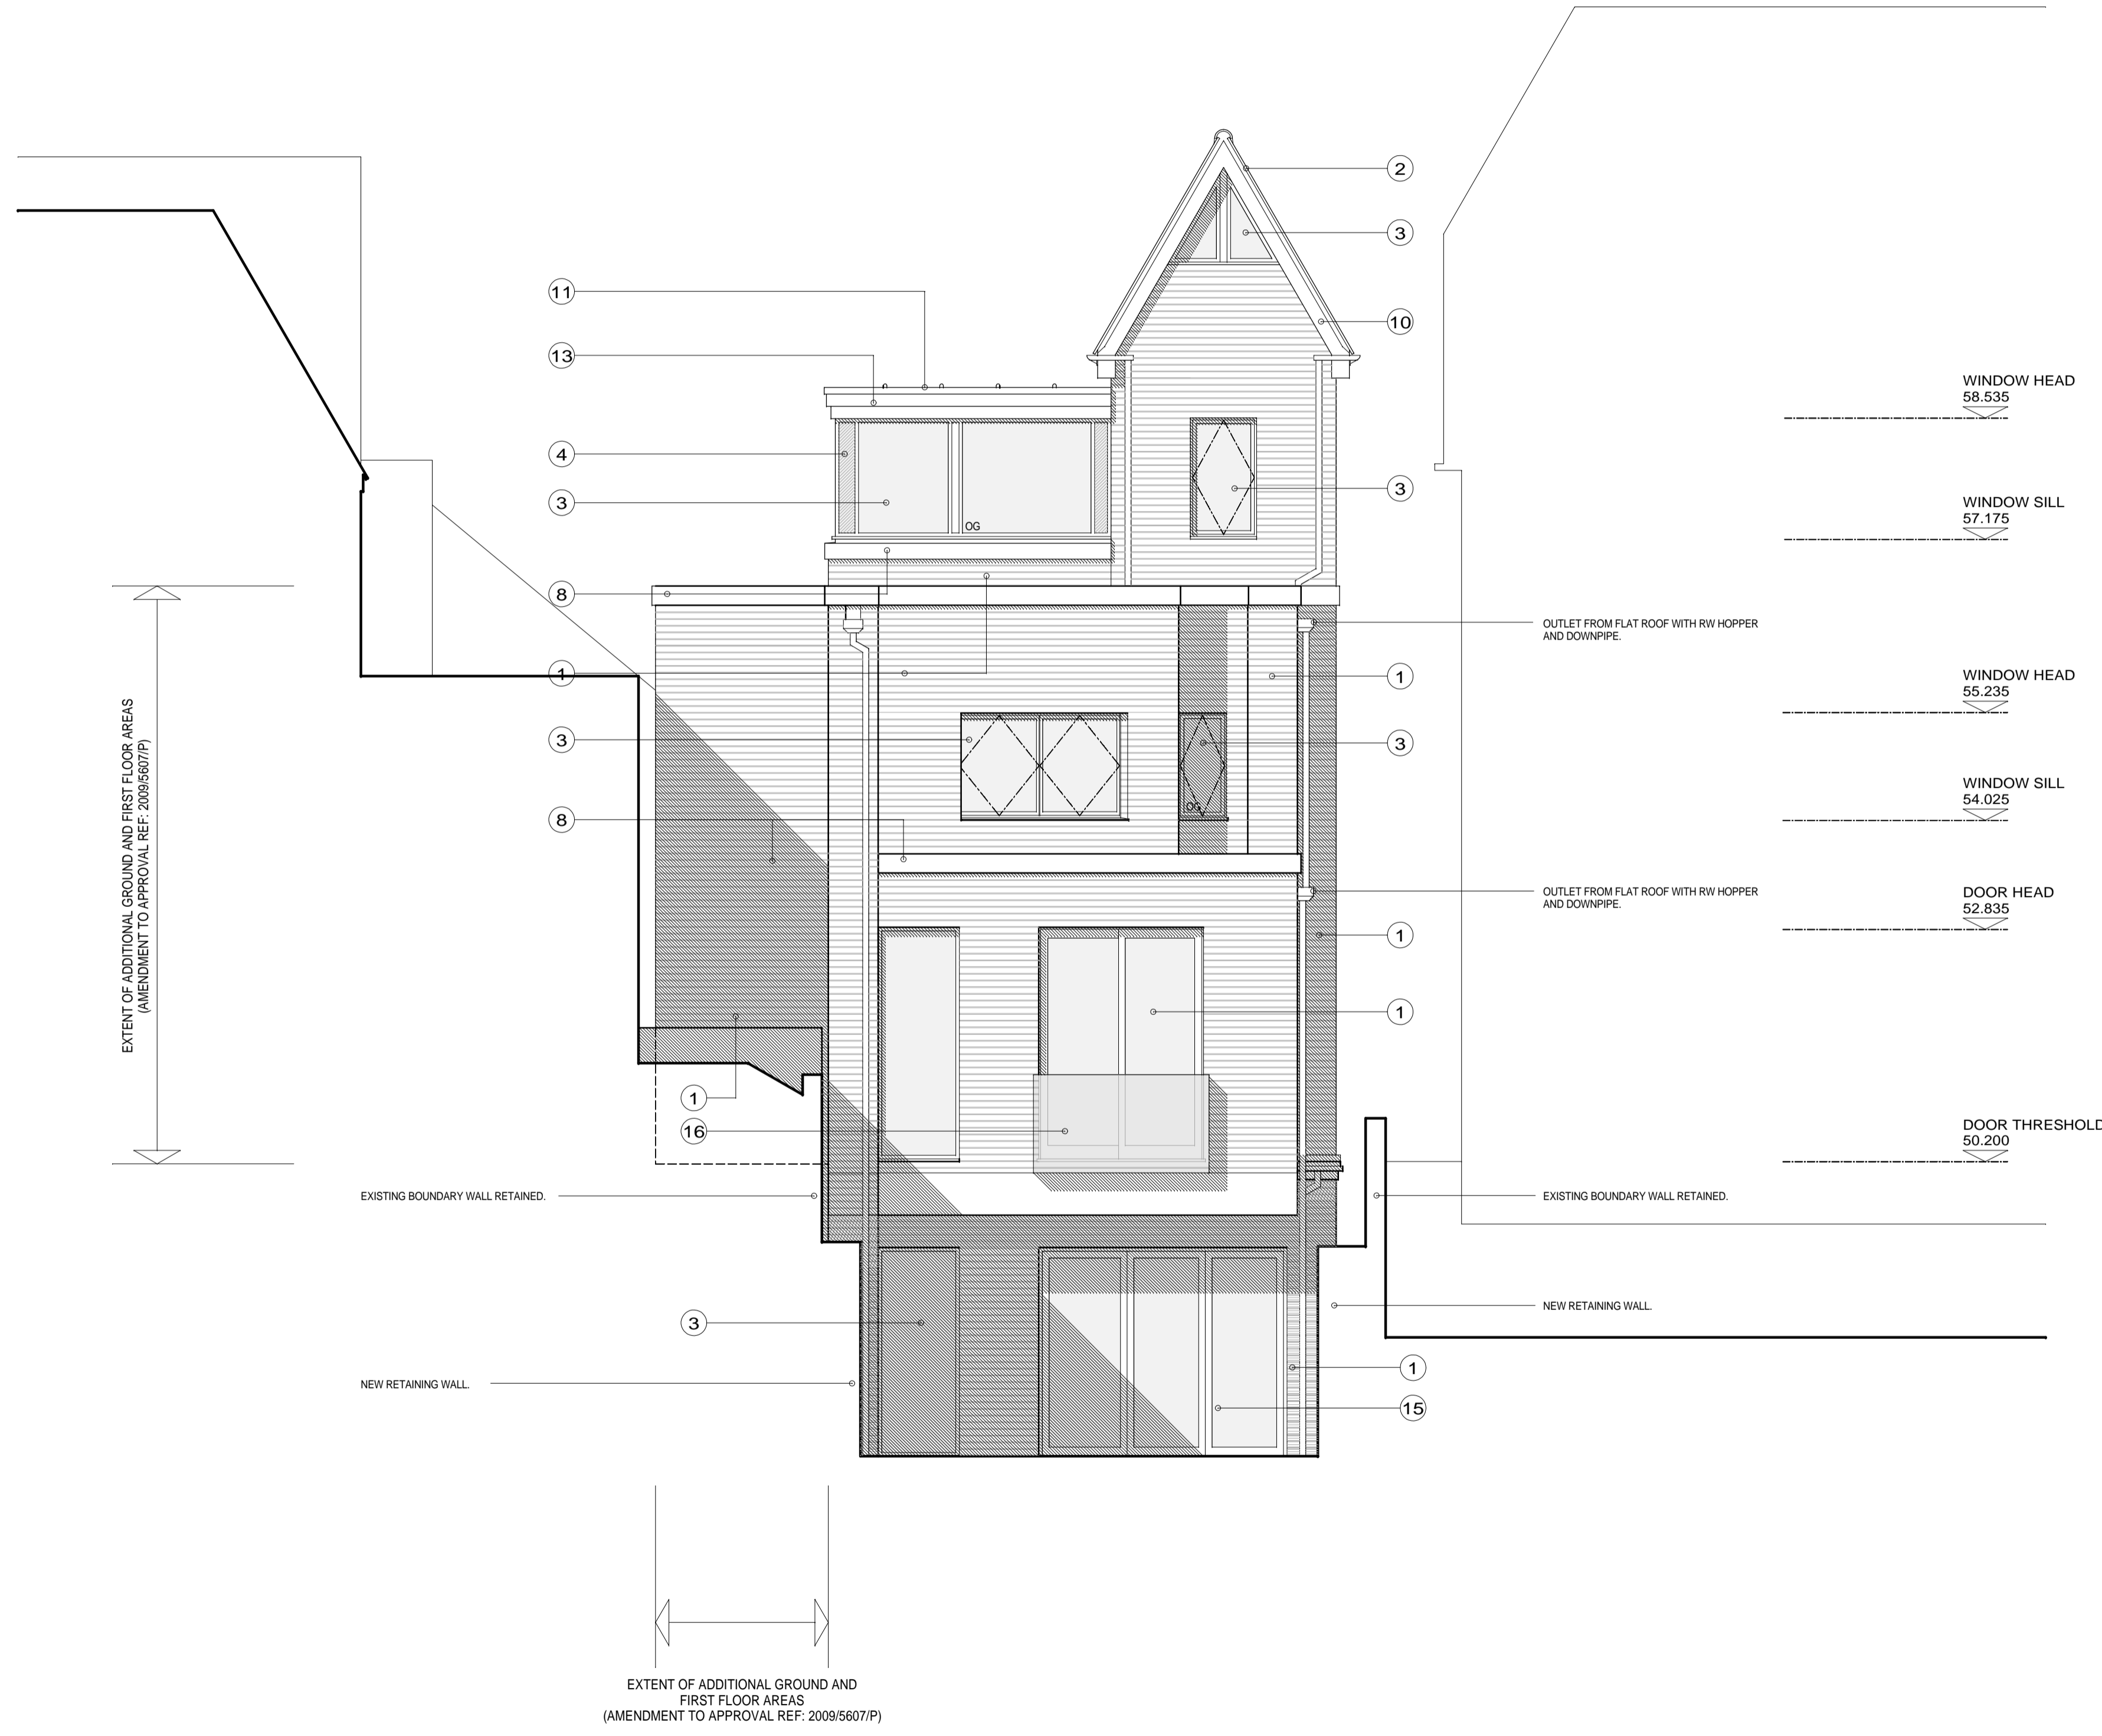 2
3
11
10
13
WINDOW HEAD
58.535
4
3
3
WINDOW SILL
57.175
OG
8
OUTLET FROM FLAT ROOF WITH RW HOPPER
AND DOWNPIPE.
1
1
WINDOW HEAD
55.235
3
3
OG
WINDOW SILL
54.025
8
EXTENT OF ADDITIONAL GROUND AND FIRST FLOOR AREAS
(AMENDMENT TO APPROVAL REF: 2009/5607/P)
OUTLET FROM FLAT ROOF WITH RW HOPPER
AND DOWNPIPE.
DOOR HEAD
52.835
1
1
1
16
DOOR THRESHOLD
50.200
EXISTING BOUNDARY WALL RETAINED.
EXISTING BOUNDARY WALL RETAINED.
NEW RETAINING WALL.
3
1
NEW RETAINING WALL.
15
EXTENT OF ADDITIONAL GROUND AND
FIRST FLOOR AREAS
(AMENDMENT TO APPROVAL REF: 2009/5607/P)